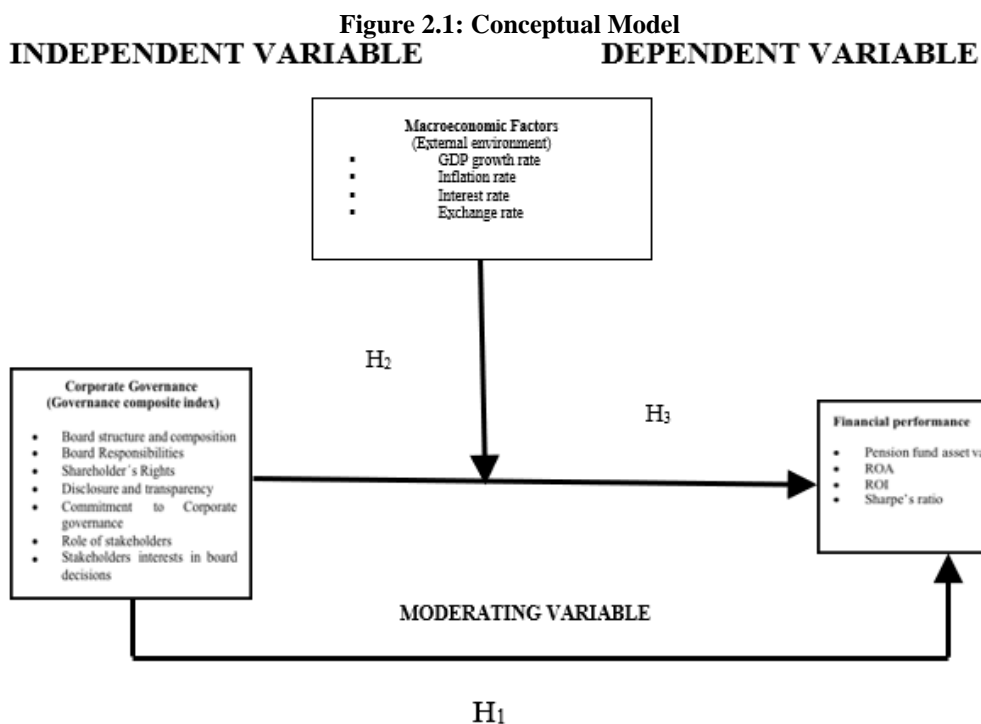 Figure 2.1: Conceptual Model
INDEPENDENT VARIABLE
DEPENDENT VARIABLE
Macroeconomic Factors
(External environment)
▪ GDP growth rate
▪ Inflation rate
▪ Interest rate
▪ Exchange rate
H₂
H₃
Corporate Governance
(Governance composite index)
• Board structure and composition
• Board Responsibilities
• Shareholder´s Rights
• Disclosure and transparency
• Commitment to Corporate
governance
• Role of stakeholders
• Stakeholders interests in board
decisions
Financial performance
• Pension fund asset
• ROA
• ROI
• Sharpe´s ratio
MODERATING VARIABLE
H₁